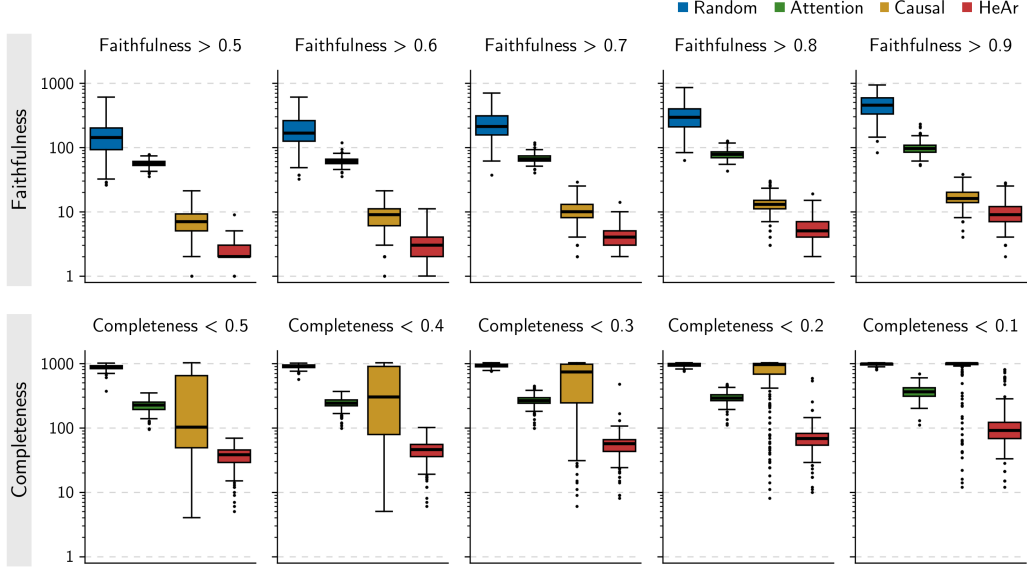 Random Attention Causal HeAr
Faithfulness
Faithfulness > 0.5 Faithfulness > 0.6 Faithfulness > 0.7 Faithfulness > 0.8 Faithfulness > 0.9
1000
100
10
1
Completeness
Completeness < 0.5 Completeness < 0.4 Completeness < 0.3 Completeness < 0.2 Completeness < 0.1
1000
100
10
1